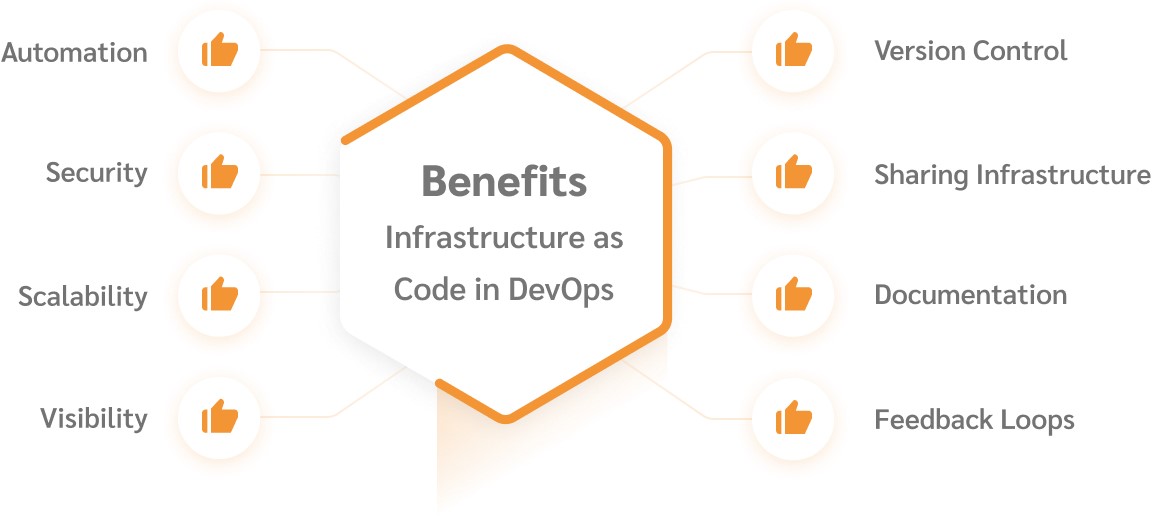 Automation
Security
Scalability
Visibility
Benefits
Infrastructure as
Code in DevOps
Version Control
Sharing Infrastructure
Documentation
Feedback Loops